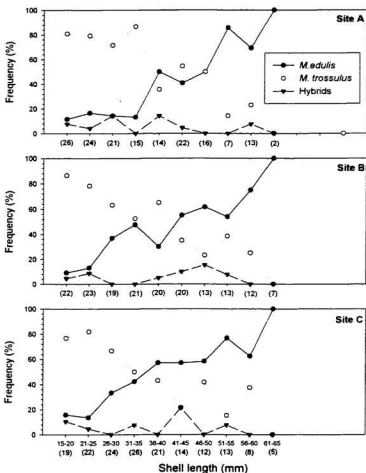 Site A
100
80
60
40
20
0
Frequency (%)
M.edulis
M. trossulus
Hybrids
(26) (24) (21) (15) (14) (22) (16) (7) (13) (2)
Site B
100
80
60
40
20
0
Frequency (%)
(22) (23) (19) (21) (20) (20) (13) (13) (12) (7)
Site C
100
80
60
40
20
0
Frequency (%)
15-20 21-25 26-30 31-35 36-40 41-45 46-50 51-55 56-60 61-65
(19) (22) (24) (26) (21) (14) (12) (13) (8) (5)
Shell length (mm)